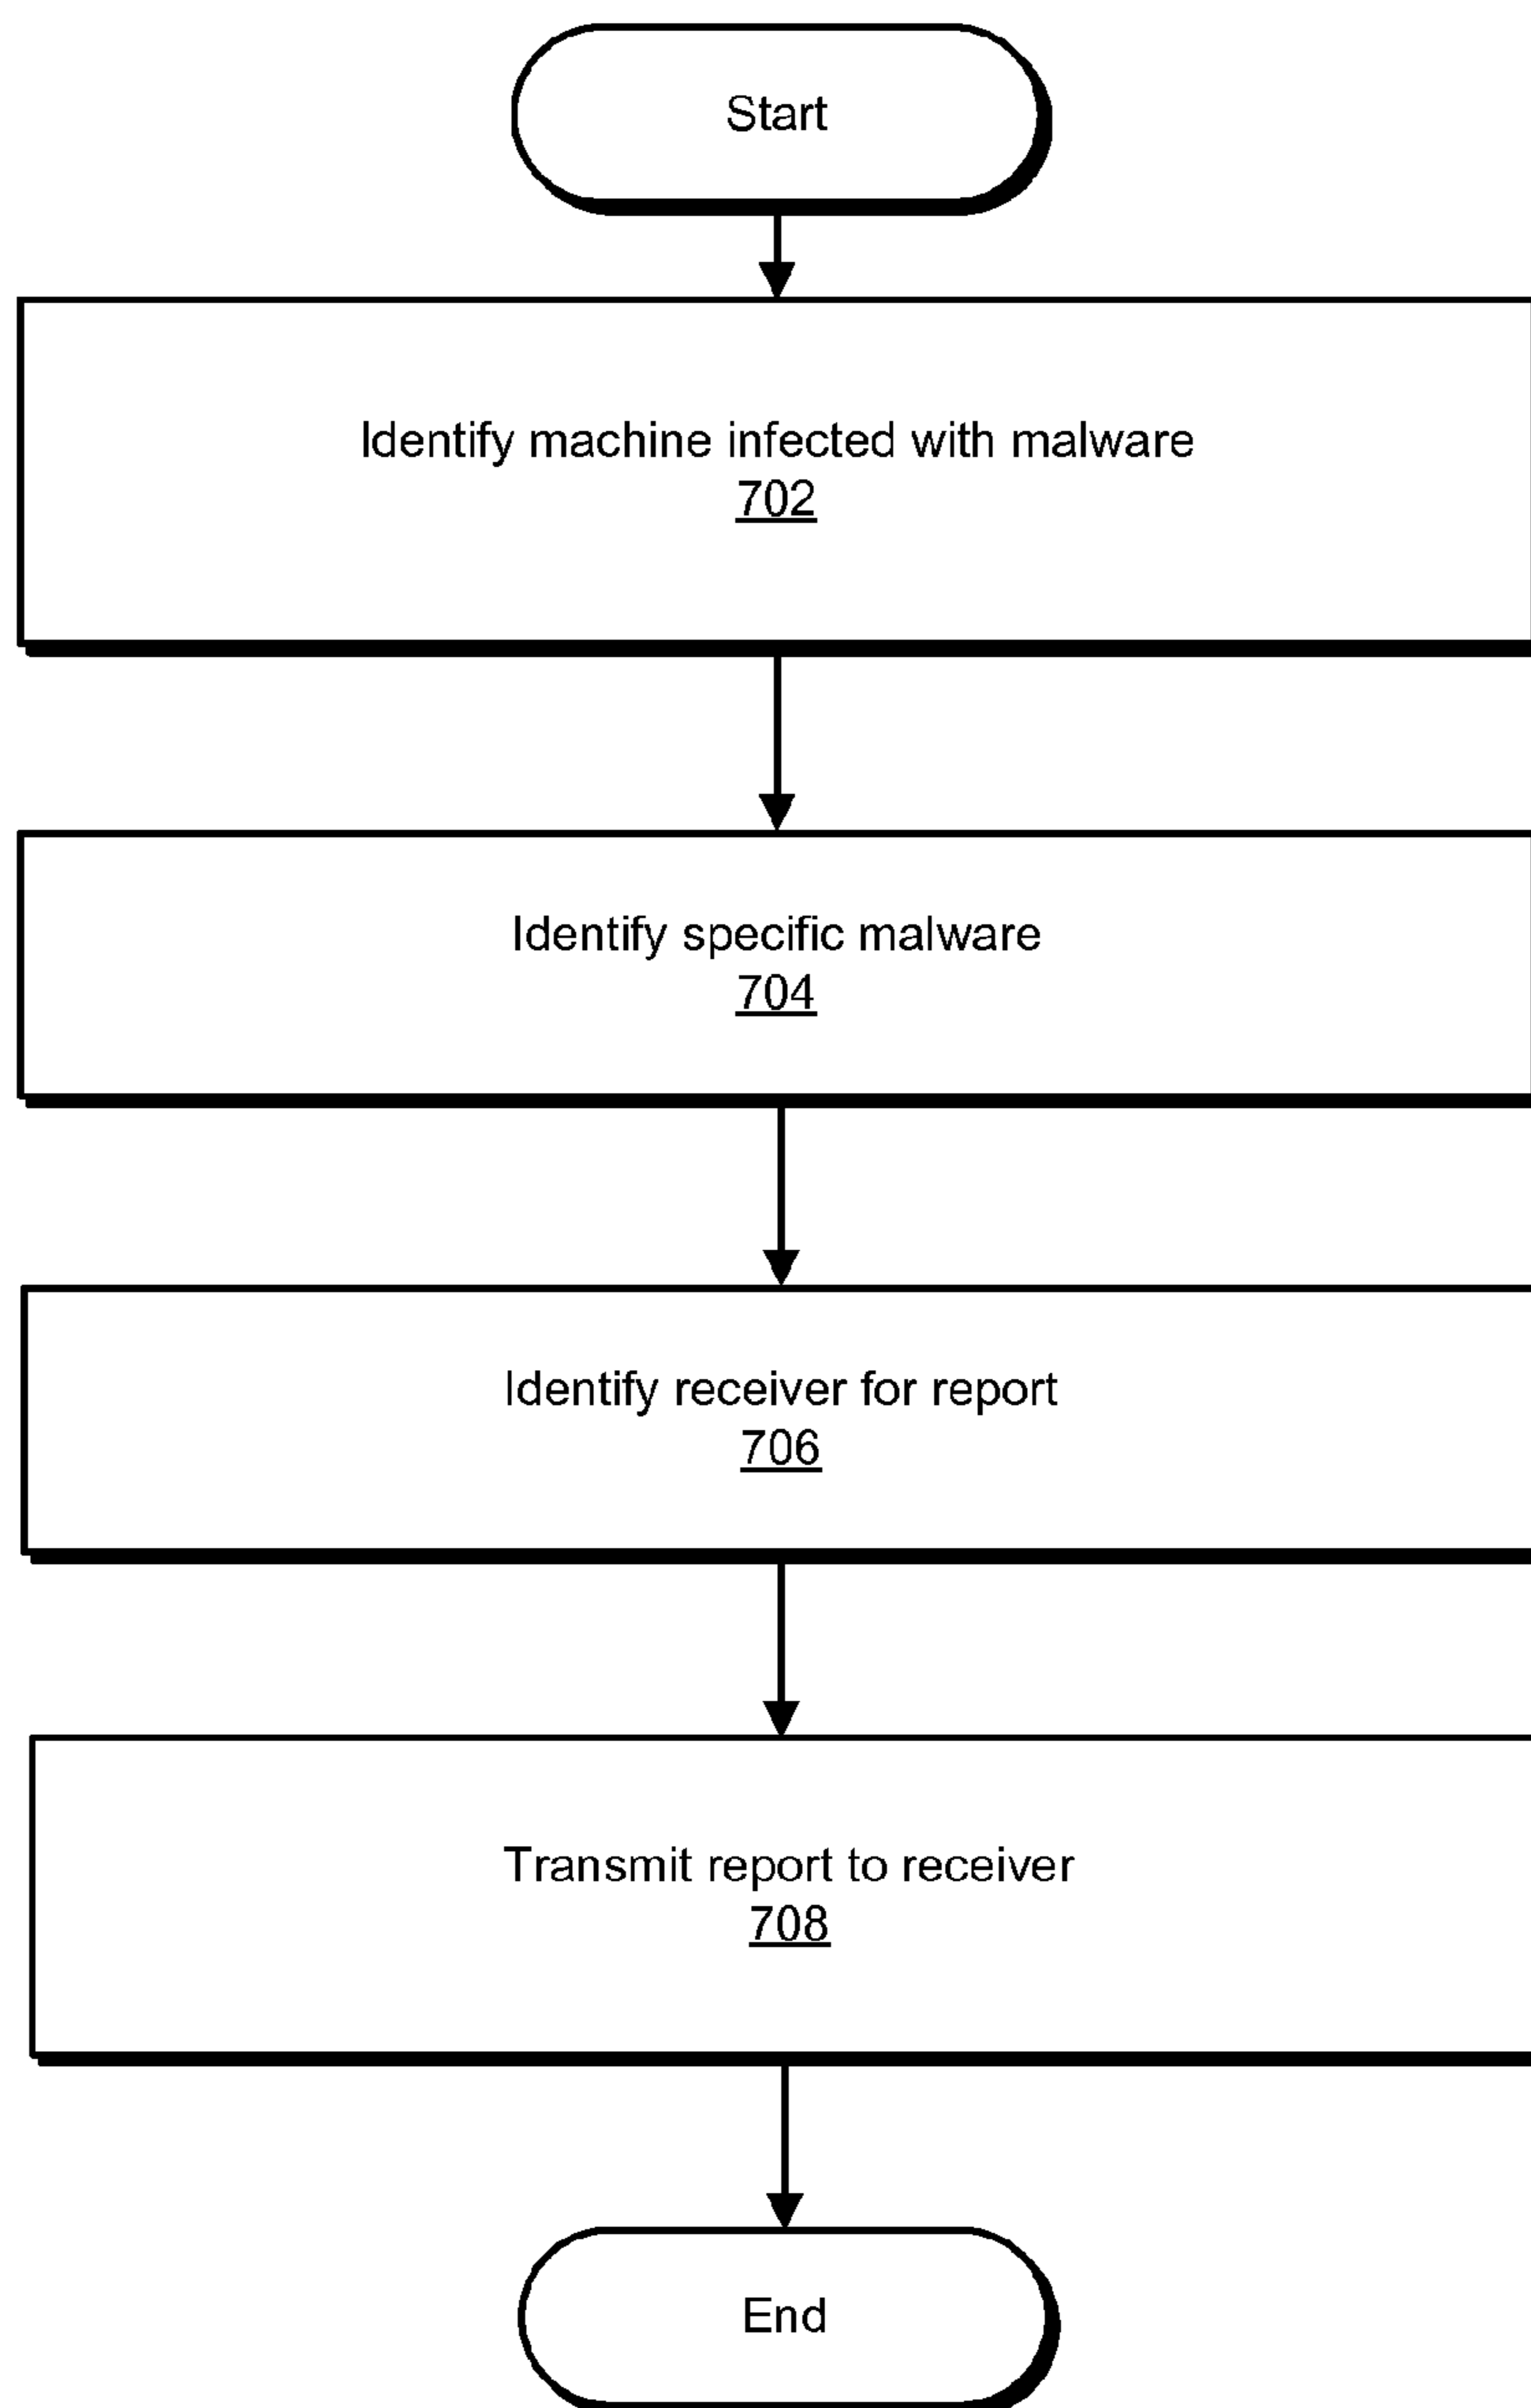 Start
Identify machine infected with malware
702
Identify specific malware
704
Identify receiver for report
706
Transmit report to receiver
708
End